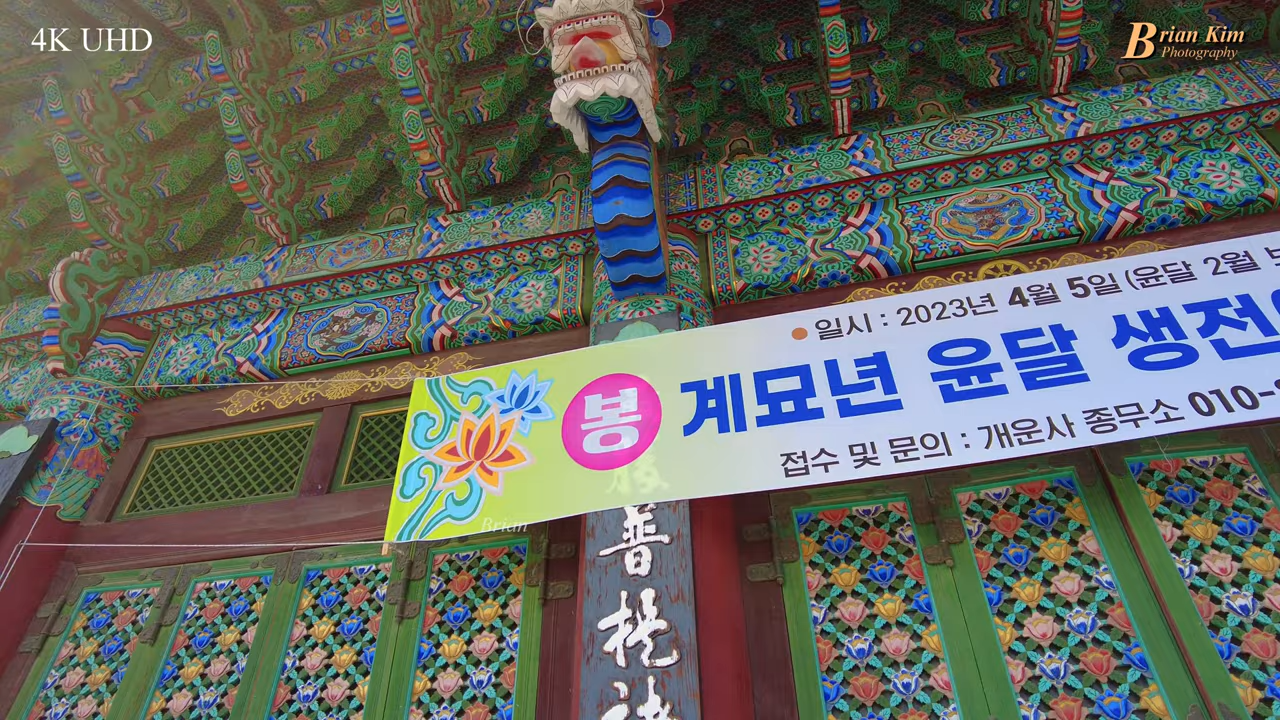 4K UHD
Brian Kim
Photography
일시 : 2023년 4월 5일 (윤달 2월
봉 계묘년 윤달 생전
접수 및 문의 : 개운사 종무소 010-
Brian
普
提